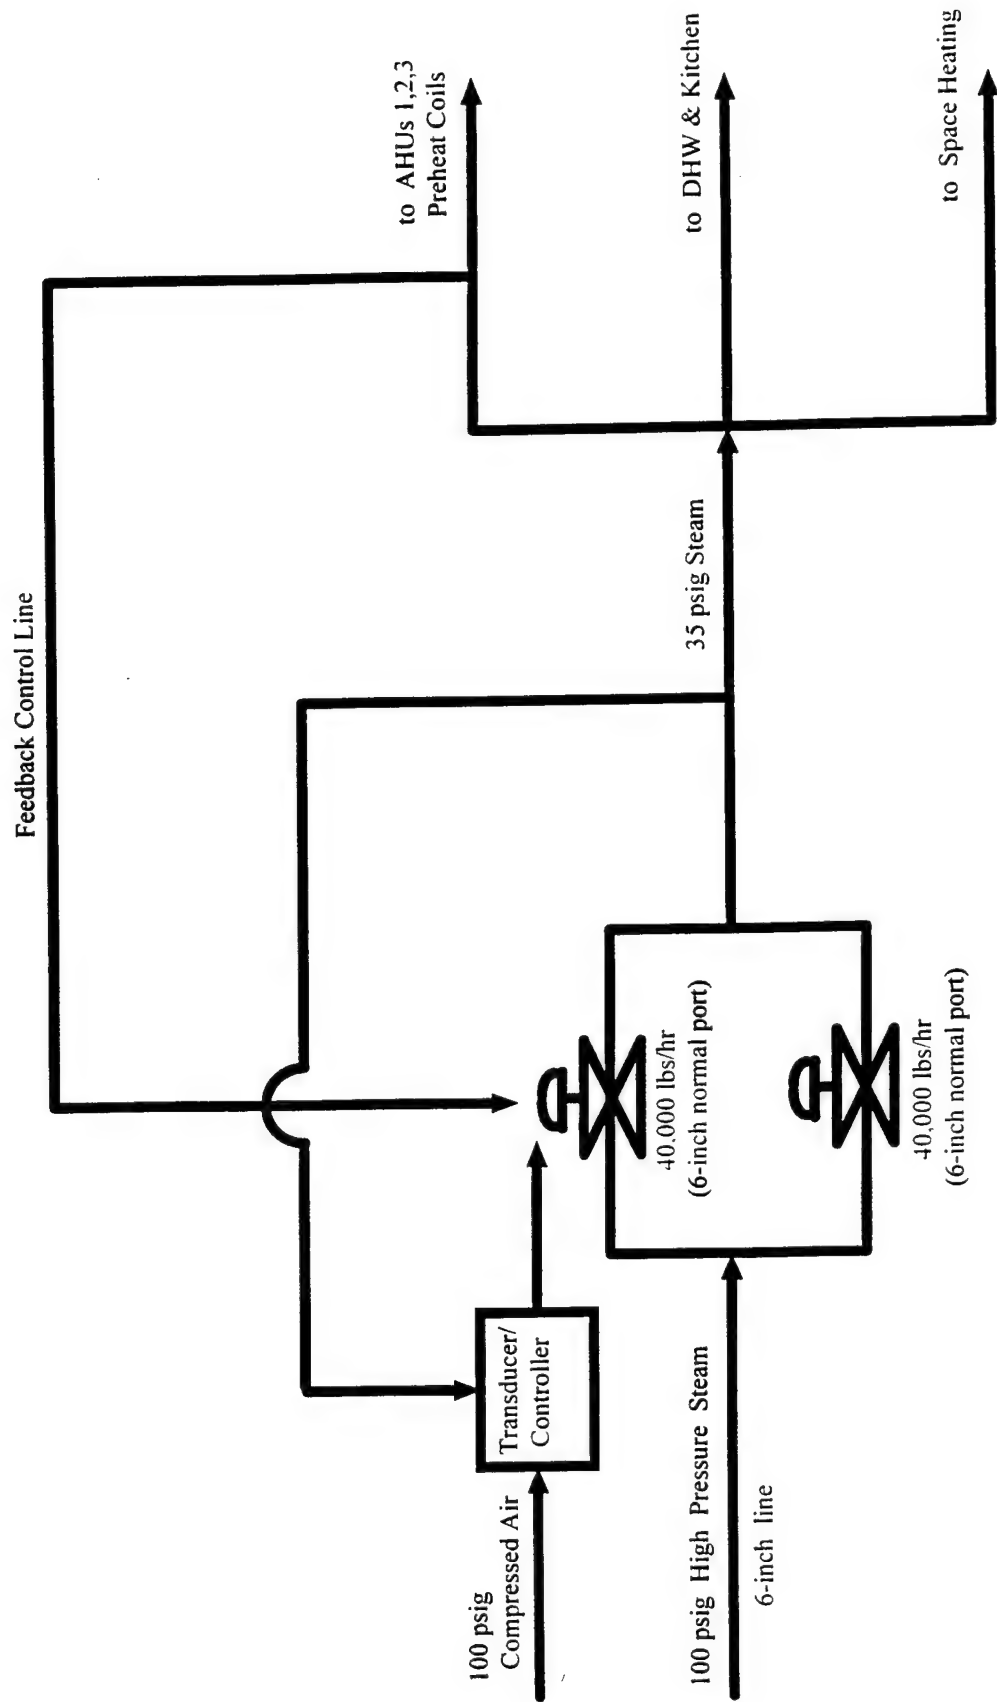 Feedback Control Line
to AHUs 1,2,3
Preheat Coils
35 psig Steam
to DHW & Kitchen
to Space Heating
100 psig
Compressed Air
Transducer/
Controller
40,000 lbs/hr
(6-inch normal port)
100 psig High Pressure Steam
6-inch line
40,000 lbs/hr
(6-inch normal port)